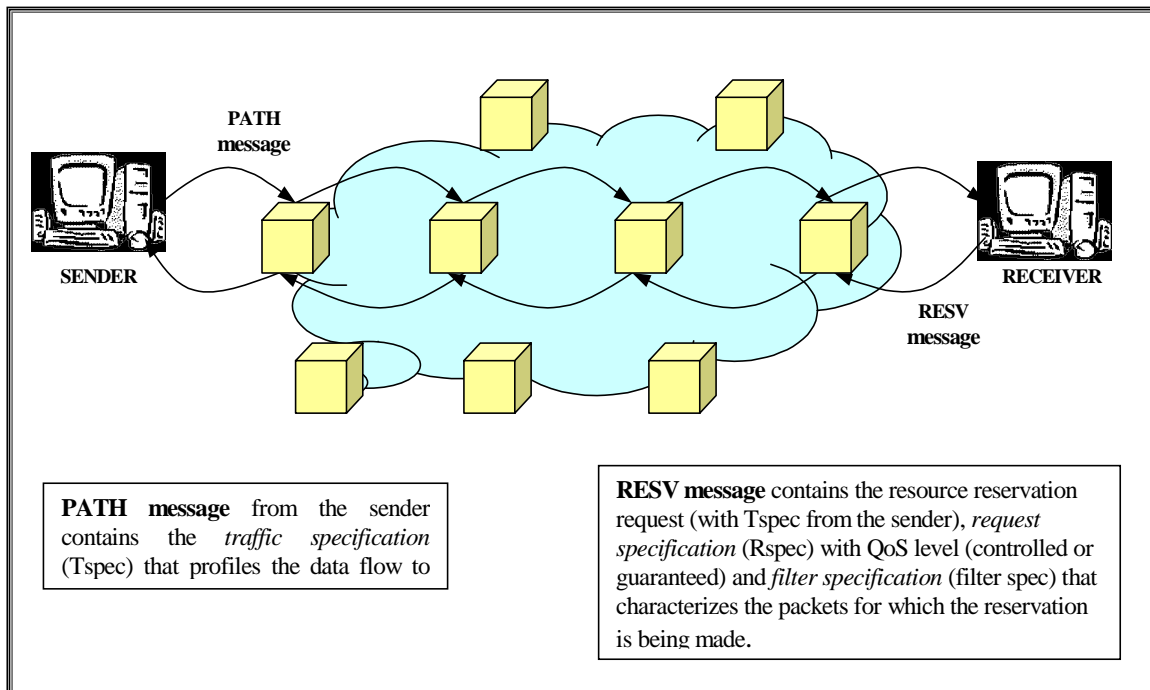 PATH
message
SENDER
RECEIVER
RESV
message
PATH message from the sender
contains the traffic specification
(Tspec) that profiles the data flow to
RESV message contains the resource reservation
request (with Tspec from the sender), request
specification (Rspec) with QoS level (controlled or
guaranteed) and filter specification (filter spec) that
characterizes the packets for which the reservation
is being made.